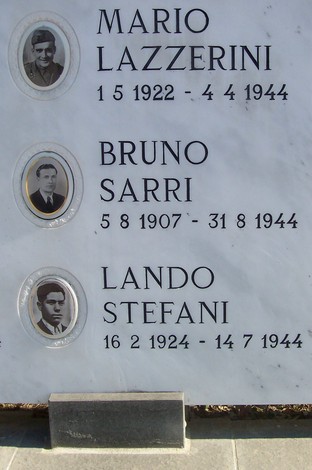 MARIO
LAZZERINI
1 5 1922 - 4 4 1944
BRUNO
SARRI
5 8 1907 - 31 8 1944
LANDO
STEFANI
16 2 1924 - 14 7 1944